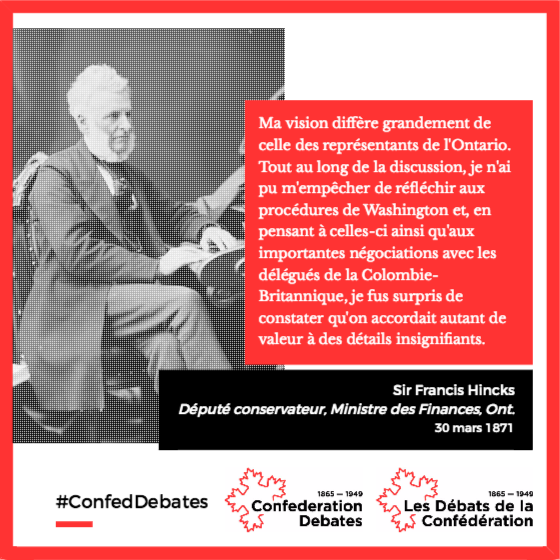 Ma vision diffère grandement de
celle des représentants de l'Ontario.
Tout au long de la discussion, je n'ai
pu m'empêcher de réfléchir aux
procédures de Washington et, en
pensant à celles-ci ainsi qu'aux
importantes négociations avec les
délégués de la Colombie-
Britannique, je fus surpris de
constater qu'on accordait autant de
valeur à des détails insignifiants.
Sir Francis Hincks
Député conservateur, Ministre des Finances, Ont.
30 mars 1871
#ConfedDebates
1865 — 1949
Confederation
Debates
1865 — 1949
Les Débats de la
Confédération